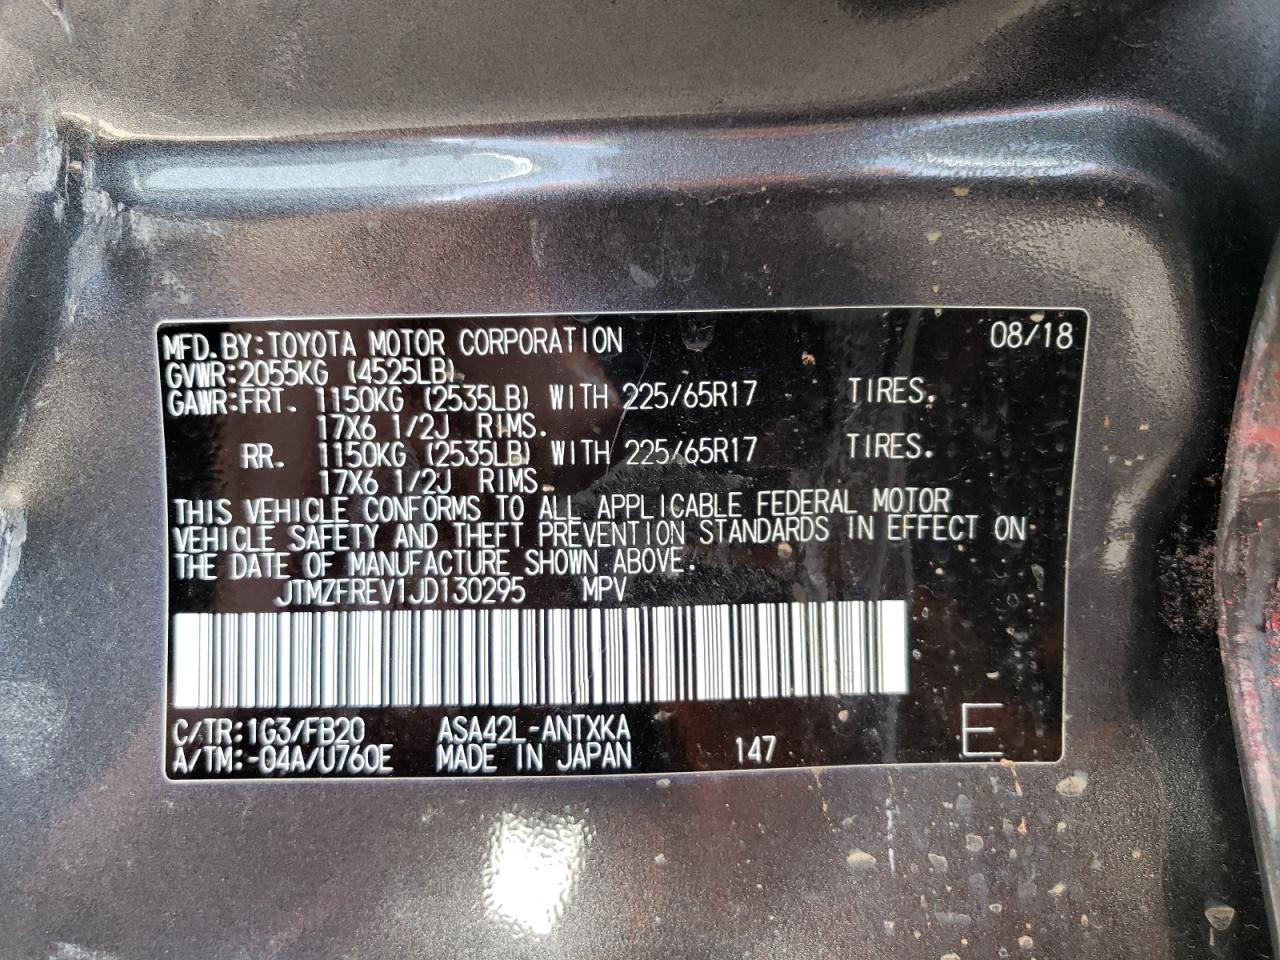 MFD. BY: TOYOTA MOTOR CORPORATION 08/18
GVWR: 2055KG (4525LB)
GAWR: FRT. 1150KG (2535LB) WITH 225/65R17 TIRES.
17X6 1/2J RIMS.
RR. 1150KG (2535LB) WITH 225/65R17 TIRES.
17X6 1/2J RIMS.
THIS VEHICLE CONFORMS TO ALL APPLICABLE FEDERAL MOTOR
VEHICLE SAFETY AND THEFT PREVENTION STANDARDS IN EFFECT ON
THE DATE OF MANUFACTURE SHOWN ABOVE.
JTMZFREV1JD130295 MPV
C/TR: 1G3/FB20 ASA42L-ANTXKA
A/TM: -04A/U760E MADE IN JAPAN 147 E